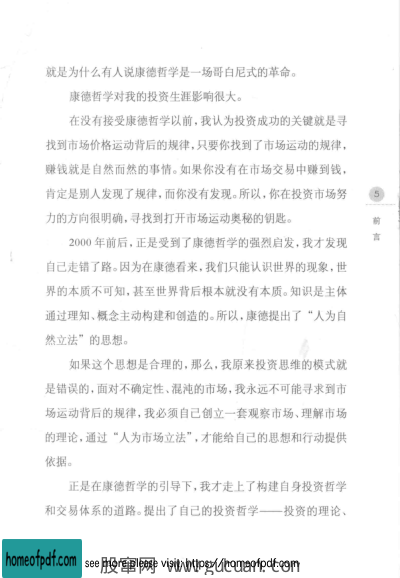 就是为什么有人说康德哲学是一场哥白尼式的革命。
康德哲学对我的投资生涯影响很大。
在没有接受康德哲学以前,我认为投资成功的关键就是寻
找到市场价格运动背后的规律,只要你找到了市场运动的规律,
赚钱就是自然而然的事情。如果你没有在市场交易中赚到钱,
肯定是别人发现了规律,而你没有发现。所以,你在投资市场努
力的方向很明确,寻找到打开市场运动奥秘的钥匙。
2000年前后,正是受到了康德哲学的强烈启发,我才发现
自己走错了路。因为在康德看来,我们只能认识世界的现象,世
界的本质不可知,甚至世界背后根本就没有本质。知识是主体
通过理知、概念主动构建和创造的。所以,康德提出了“人为自
然立法”的思想。
如果这个思想是合理的,那么,我原来投资思维的模式就
是错误的,面对不确定性、混沌的市场,我永远不可能寻求到市
场运动背后的规律,我必须自己创立一套观察市场、理解市场
的理论,通过“人为市场立法”,才能给自己的思想和行动提供
依据。
正是在康德哲学的引导下,我才走上了构建自身投资哲学
和交易体系的道路。提出了自己的投资哲学——投资的理论、
5
前言
homeofpdf.com
see more please visit: https://homeofpdf.com
股窜网 www.gucuan.com